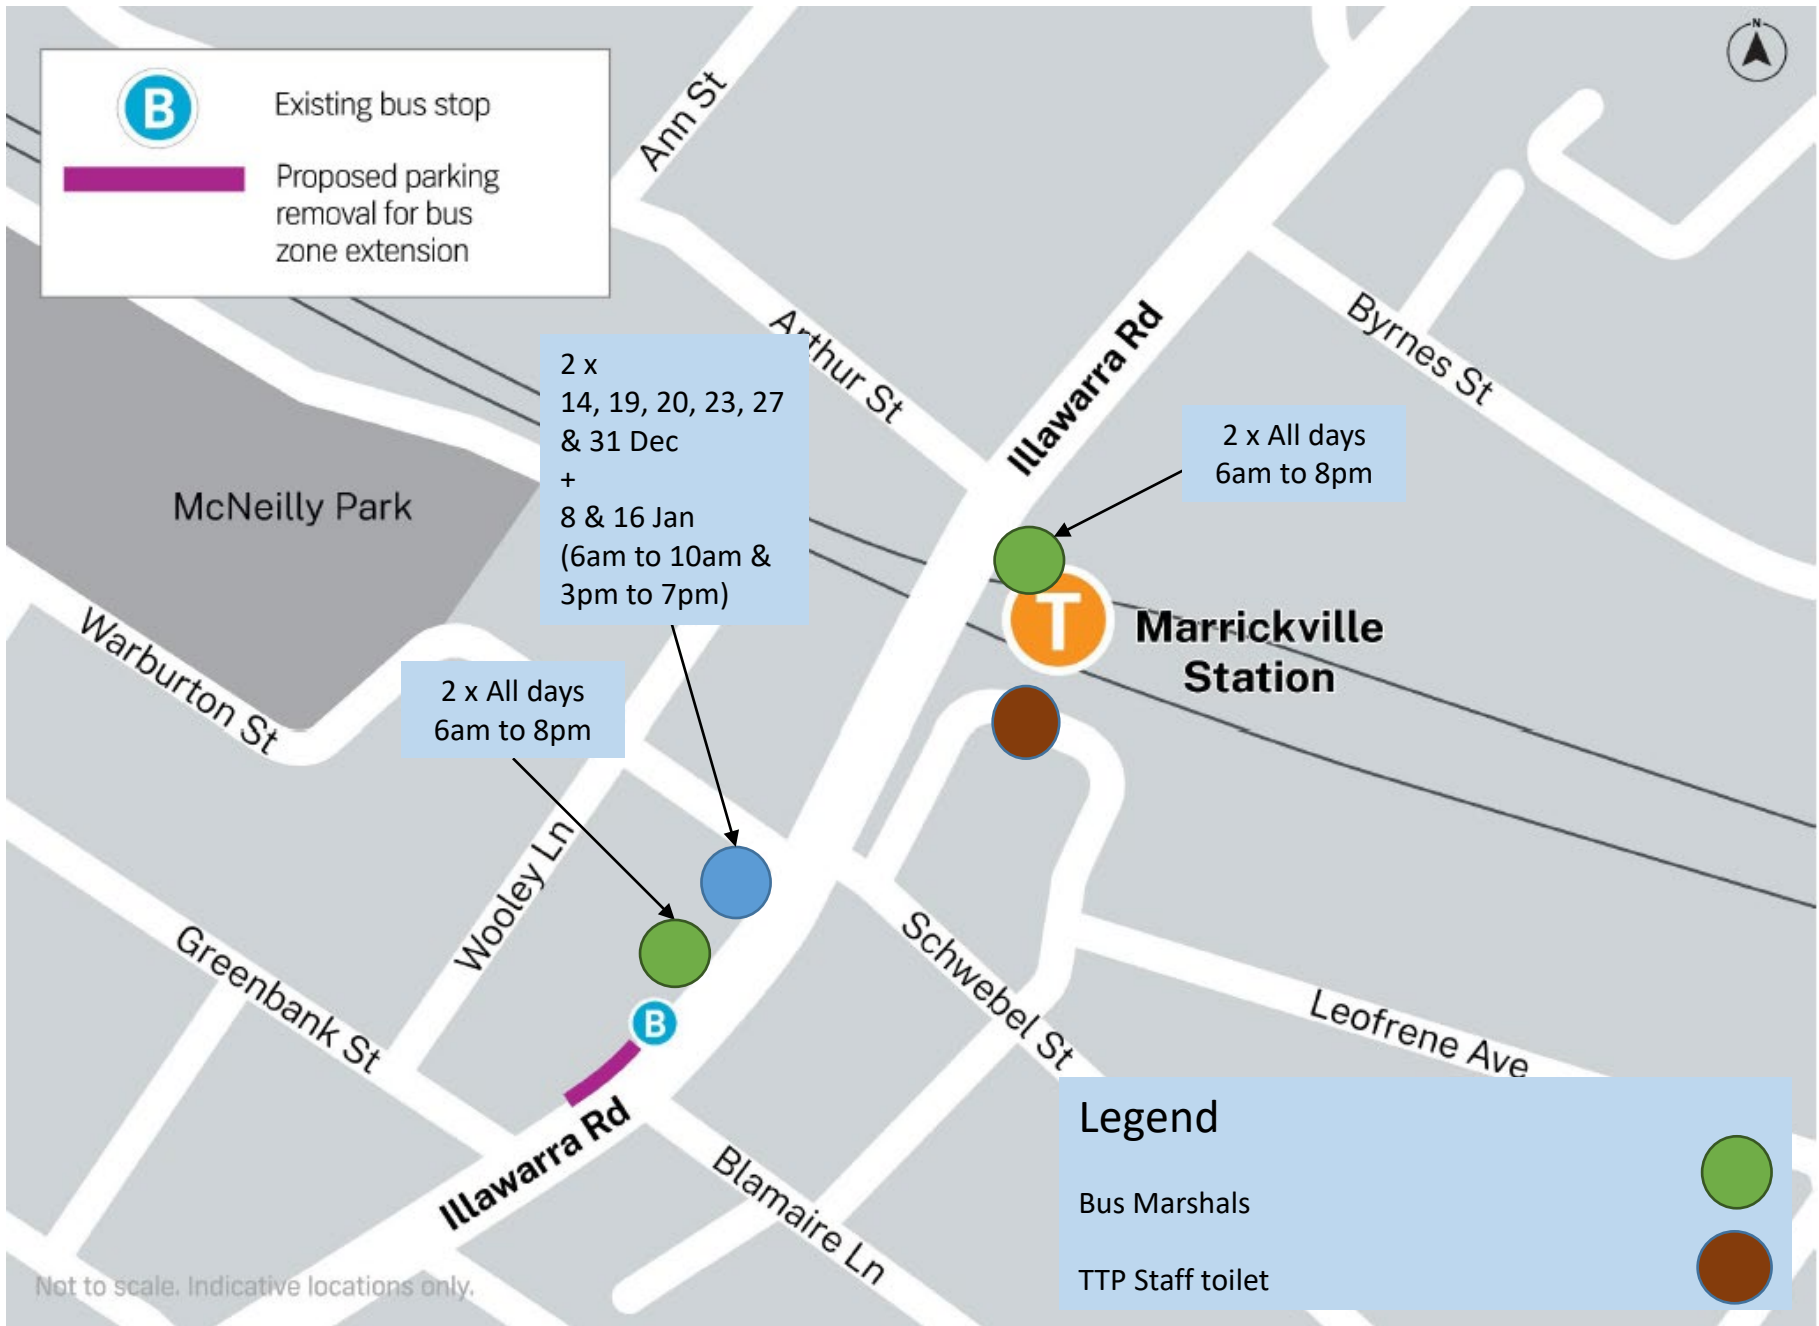 N
B
Existing bus stop
Proposed parking
removal for bus
zone extension
Ann St
Arthur St
Illawarra Rd
Byrnes St
2 x
14, 19, 20, 23, 27
& 31 Dec
+
8 & 16 Jan
(6am to 10am &
3pm to 7pm)
2 x All days
6am to 8pm
McNeilly Park
T
Marrickville
Station
Warburton St
2 x All days
6am to 8pm
Wooley Ln
Greenbank St
Schwebel St
Leofrene Ave
B
Illawarra Rd
Blamaire Ln
Legend
Bus Marshals
TTP Staff toilet
Not to scale. Indicative locations only.